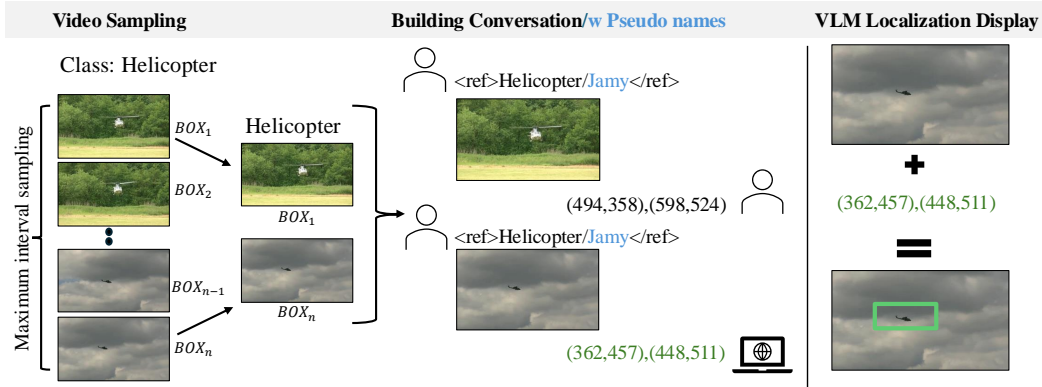 Video Sampling
Building Conversation/w Pseudo names
VLM Localization Display
Class: Helicopter
Maximum interval sampling
BOX₁
BOX₂
BOXₙ₋₁
BOXₙ
Helicopter
BOX₁
BOXₙ
<ref>Helicopter/Jamy</ref>
(494,358),(598,524)
<ref>Helicopter/Jamy</ref>
(362,457),(448,511)
(362,457),(448,511)